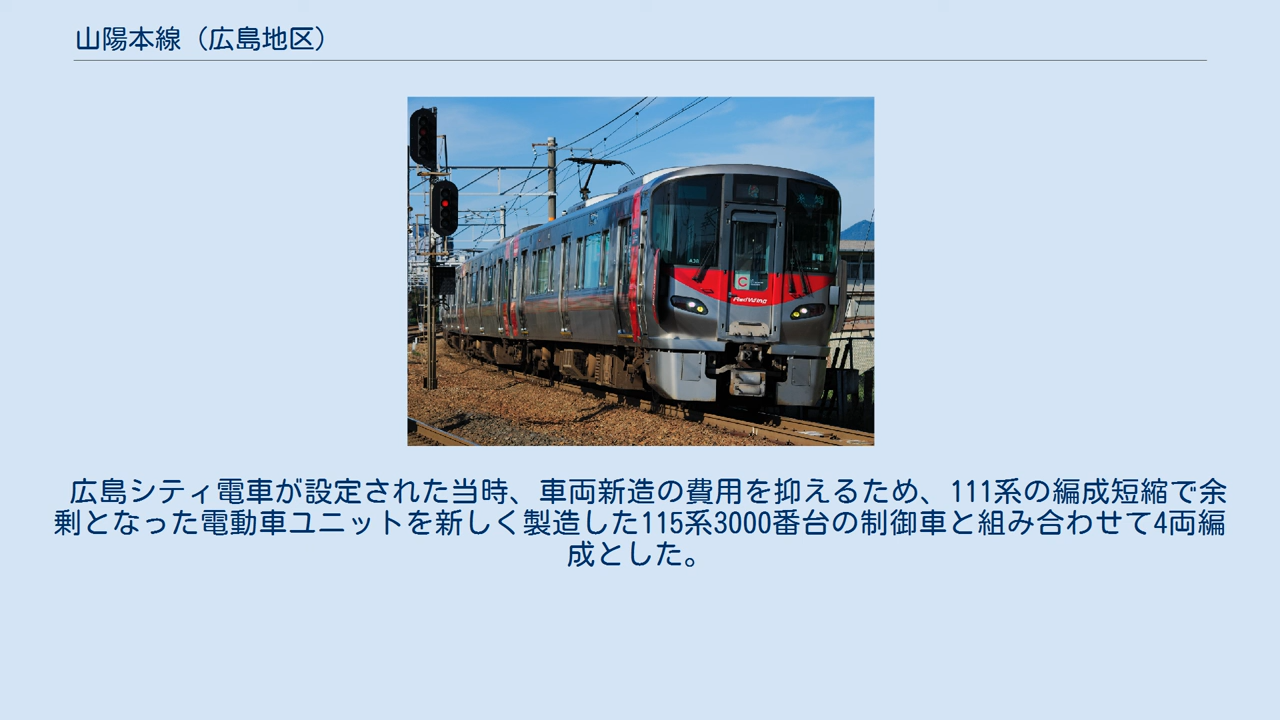 山陽本線（広島地区）
A30
C
Red Wing
広島シティ電車が設定された当時、車両新造の費用を抑えるため、111系の編成短縮で余
剰となった電動車ユニットを新しく製造した115系3000番台の制御車と組み合わせて4両編
成とした。